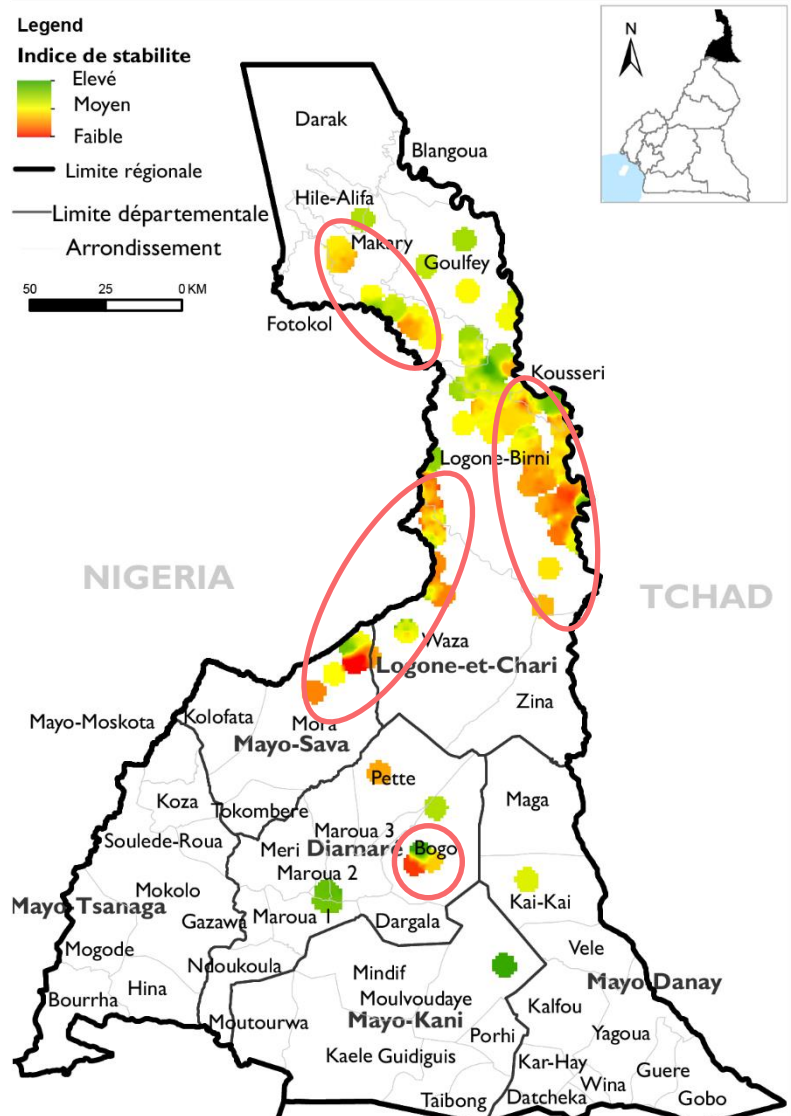 Legend
Indice de stabilite
Elevé
Moyen
Faible
Limite régionale
Limite départementale
Arrondissement
50 25 0 KM
N
Darak
Blangoua
Hile-Alifa
Makary
Goulfey
Fotokol
Kousseri
Logone-Birni
NIGERIA
TCHAD
Waza
Logone-et-Chari
Zina
Mayo-Moskota
Kolofata
Mora
Mayo-Sava
Pette
Maga
Koza
Tokombere
Maroua 3
Soulede-Roua
Meri
Diamaré
Bogo
Maroua 2
Mokolo
Kai-Kai
Mayo-Tsanaga
Gazawa
Maroua 1
Dargala
Mogode
Vele
Ndoukoula
Mindif
Mayo-Danay
Hina
Bourrha
Moulvoudaye
Kalfou
Moutourwa
Mayo-Kani
Porhi
Yagoua
Kaele
Guidiguis
Kar-Hay
Guere
Wina
Taibong
Datcheka
Gobo